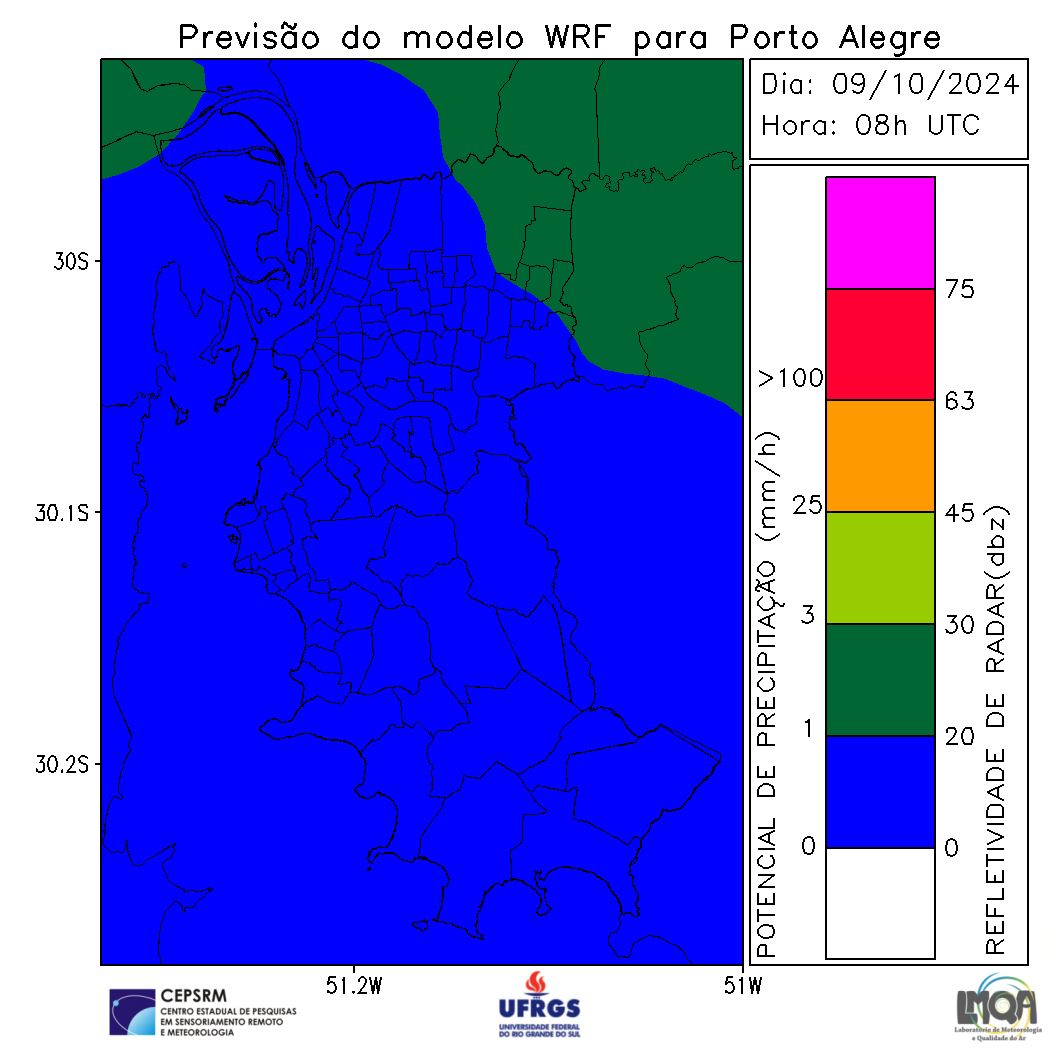 Previsão do modelo WRF para Porto Alegre
Dia: 09/10/2024
Hora: 08h UTC
30S
30.1S
30.2S
51.2W
51W
POTENCIAL DE PRECIPITAÇÃO (mm/h)
>100
25
3
1
0
75
63
45
30
20
0
REFLETIVIDADE DE RADAR(dbz)
CEPSRM
CENTRO ESTADUAL DE PESQUISAS
EM SENSORIAMENTO REMOTO
E METEOROLOGIA
UFRGS
UNIVERSIDADE FEDERAL
DO RIO GRANDE DO SUL
LMQA
Laboratório de Meteorologia
e Qualidade do Ar